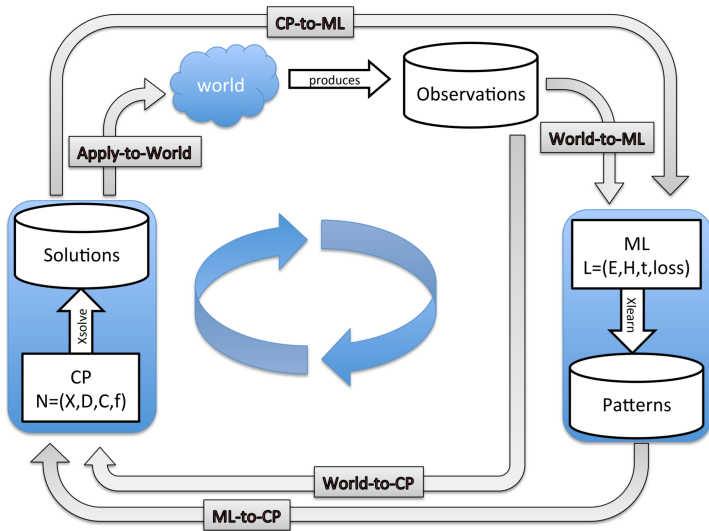 CP-to-ML
world
produces
Observations
Apply-to-World
World-to-ML
Solutions
Xsolve
CP
N=(X,D,C,f)
ML
L=(E,H,t,loss)
Xlearn
Patterns
World-to-CP
ML-to-CP